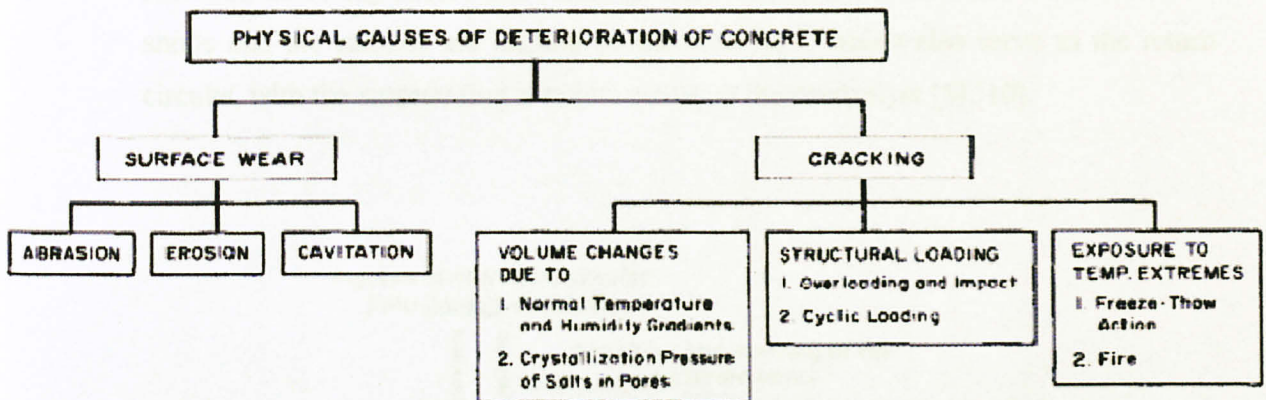 PHYSICAL CAUSES OF DETERIORATION OF CONCRETE
SURFACE WEAR
CRACKING
ABRASION
EROSION
CAVITATION
VOLUME CHANGES
DUE TO
1. Normal Temperature
and Humidity Gradients
2. Crystallization Pressure
of Salts in Pores
STRUCTURAL LOADING
1. Overloading and Impact
2. Cyclic Loading
EXPOSURE TO
TEMP. EXTREMES
1. Freeze-Thaw
Action
2. Fire